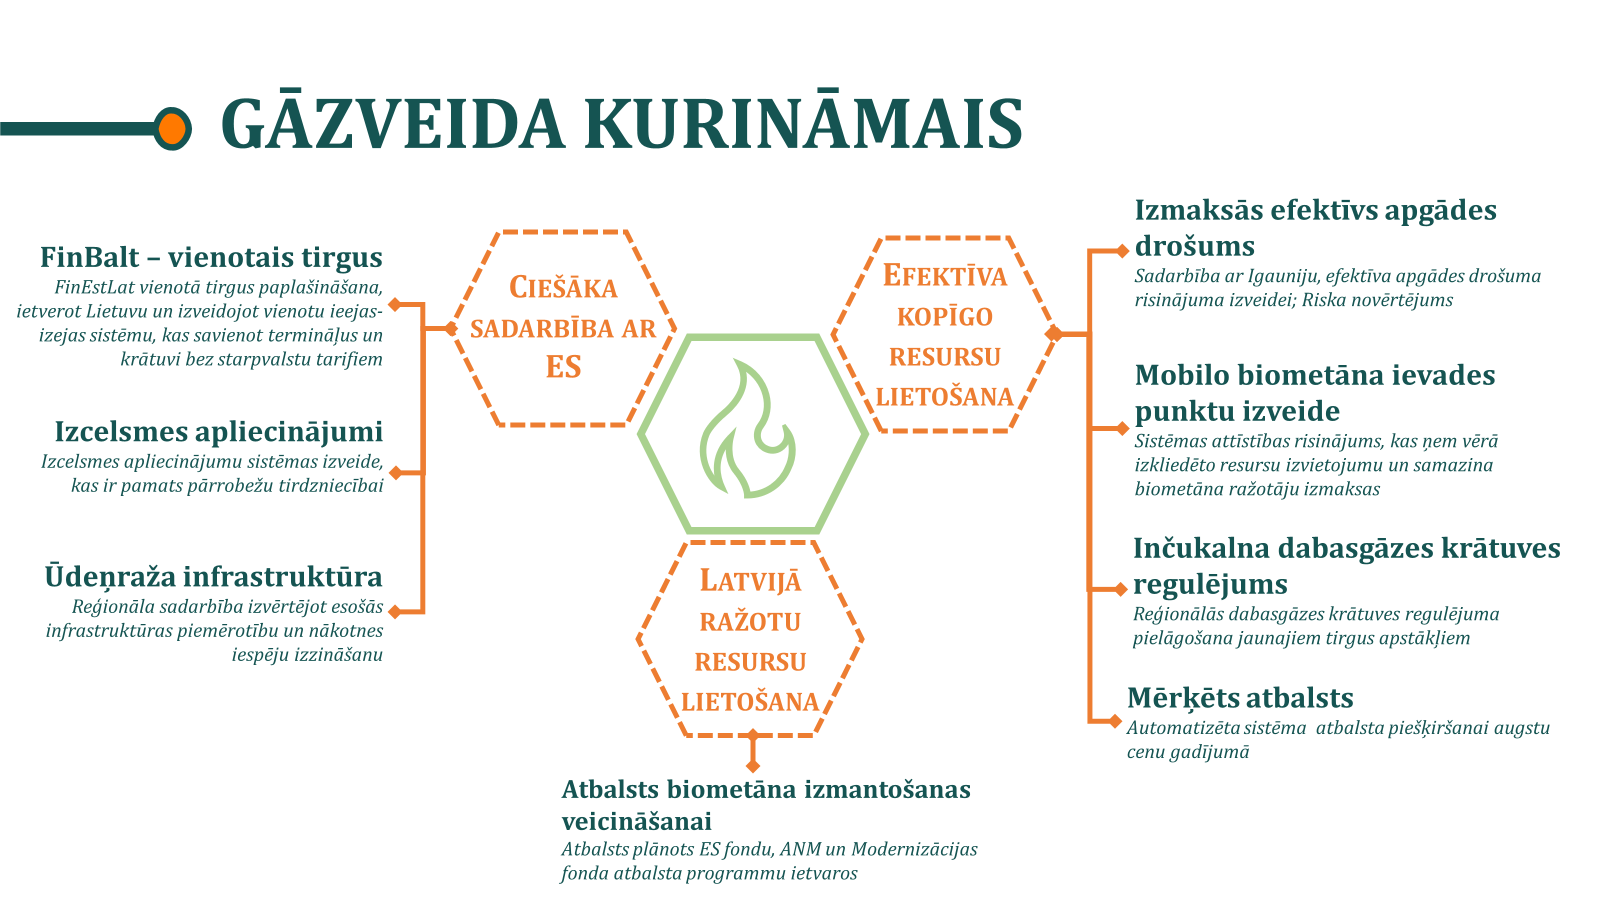 GĀZVEIDA KURINĀMAIS
FinBalt – vienotais tirgus
FinEstLat vienotā tirgus paplašināšana,
ietverot Lietuvu un izveidojot vienotu ieejas-
izejas sistēmu, kas savienot termināļus un
krātuvi bez starpvalstu tarifiem
Izcelsmes apliecinājumi
Izcelsmes apliecinājumu sistēmas izveide,
kas ir pamats pārrobežu tirdzniecībai
Ūdeņraža infrastruktūra
Reģionāla sadarbība izvērtējot esošās
infrastruktūras piemērotību un nākotnes
iespēju izzināšanu
CIEŠĀKA
SADARBĪBA AR
ES
EFEKTĪVA
KOPĪGO
RESURSU
LIETOŠANA
LATVIJĀ
RAŽOTU
RESURSU
LIETOŠANA
Atbalsts biometāna izmantošanas
veicināšanai
Atbalsts plānots ES fondu, ANM un Modernizācijas
fonda atbalsta programmu ietvaros
Izmaksās efektīvs apgādes
drošums
Sadarbība ar Igauniju, efektīva apgādes drošuma
risinājuma izveidei; Riska novērtējums
Mobilo biometāna ievades
punktu izveide
Sistēmas attīstības risinājums, kas ņem vērā
izkliedēto resursu izvietojumu un samazina
biometāna ražotāju izmaksas
Inčukalna dabasgāzes krātuves
regulējums
Reģionālās dabasgāzes krātuves regulējuma
pielāgošana jaunajiem tirgus apstākļiem
Mērķēts atbalsts
Automatizēta sistēma  atbalsta piešķiršanai augstu
cenu gadījumā